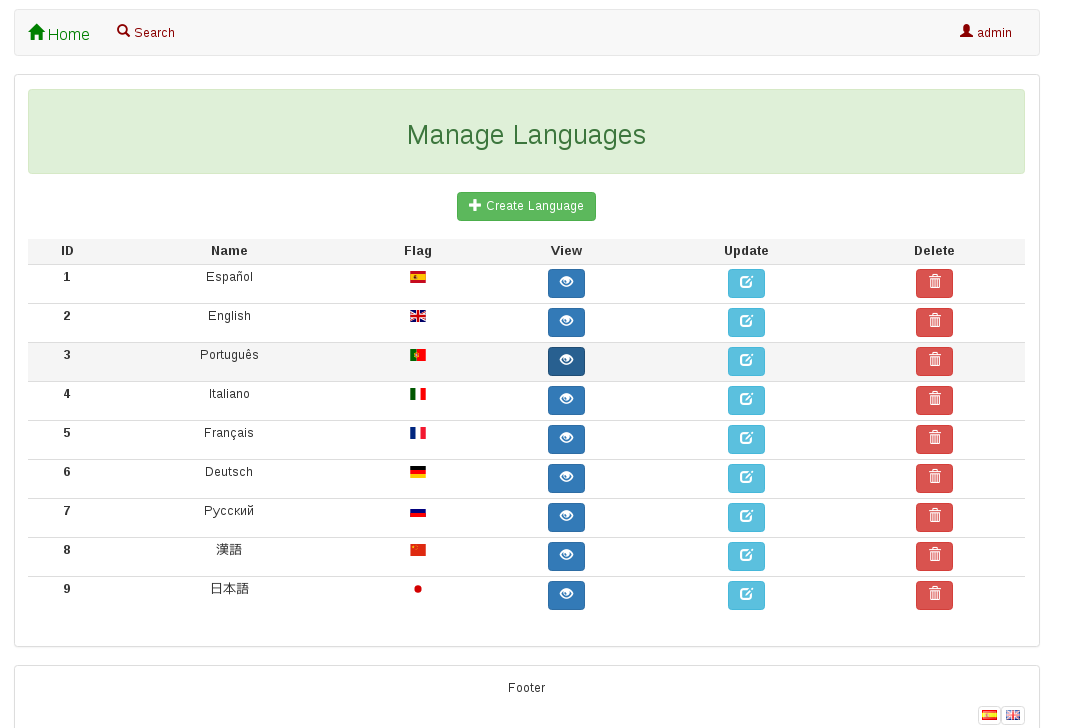 Home Search admin
Manage Languages
Create Language
ID Name Flag View Update Delete
1 Español
2 English
3 Português
4 Italiano
5 Français
6 Deutsch
7 Русский
8 漢語
9 日本語
Footer